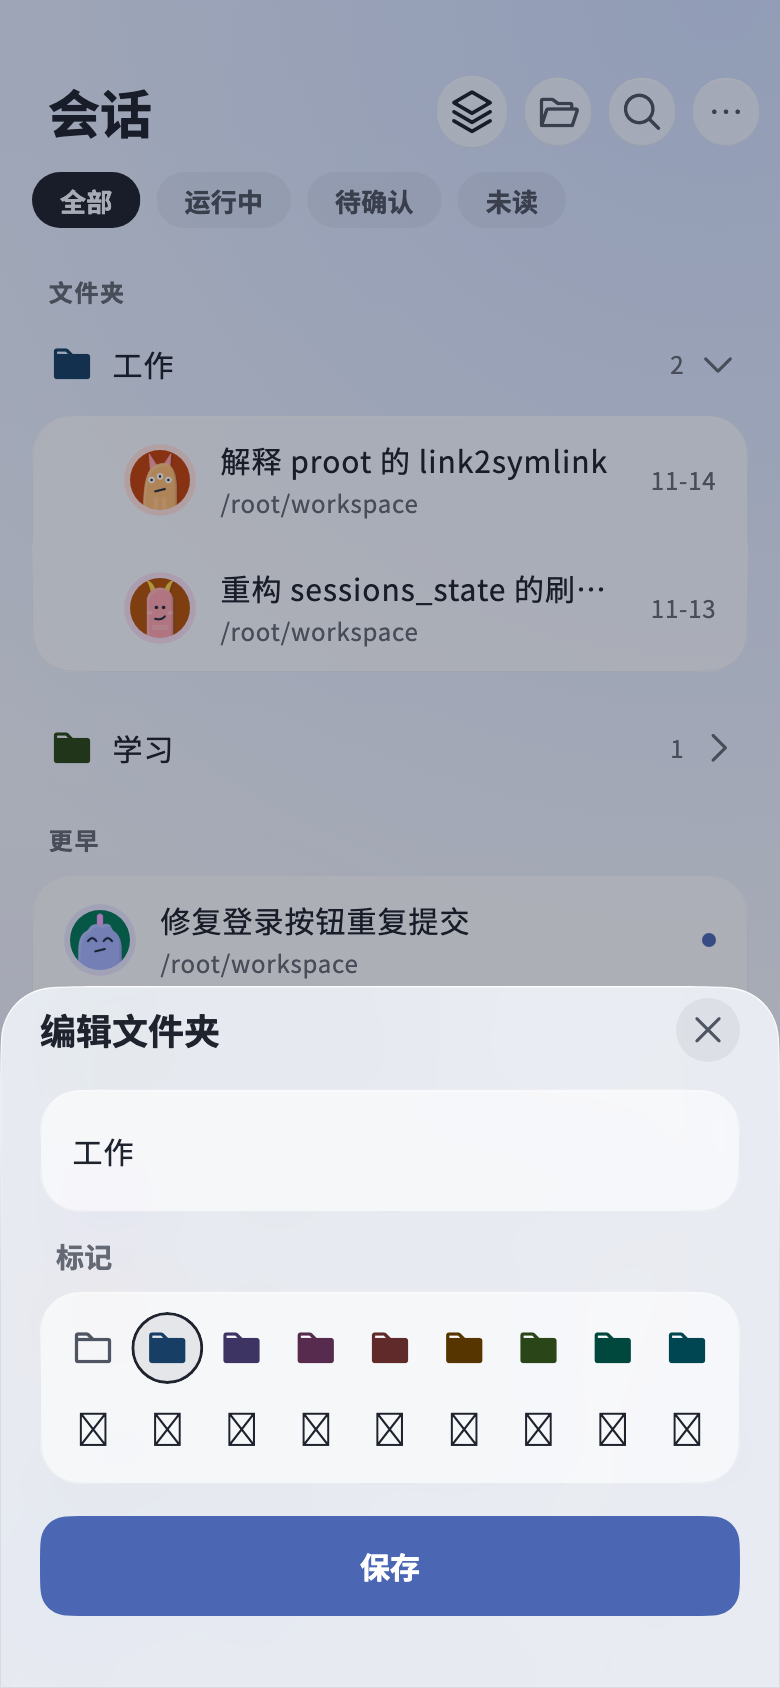 会话
全部 运行中 待确认 未读
文件夹
工作 2
解释 proot 的 link2symlink
/root/workspace
11-14
重构 sessions_state 的刷…
/root/workspace
11-13
学习 1
更早
修复登录按钮重复提交
/root/workspace
编辑文件夹
工作
标记
保存